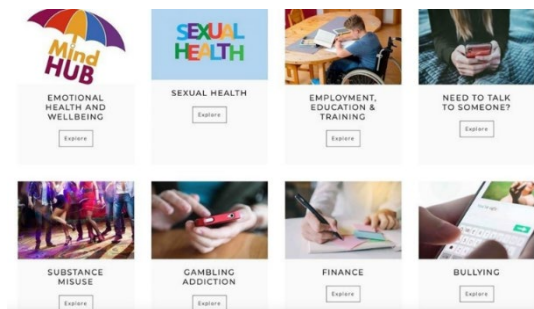 Mind
HUB
SEXUAL
HEALTH
EMOTIONAL
HEALTH AND
WELLBEING
Explore
SEXUAL HEALTH
Explore
EMPLOYMENT,
EDUCATION &
TRAINING
Explore
NEED TO TALK
TO SOMEONE?
Explore
SUBSTANCE
MISUSE
Explore
GAMBLING
ADDICTION
Explore
FINANCE
Explore
BULLYING
Explore